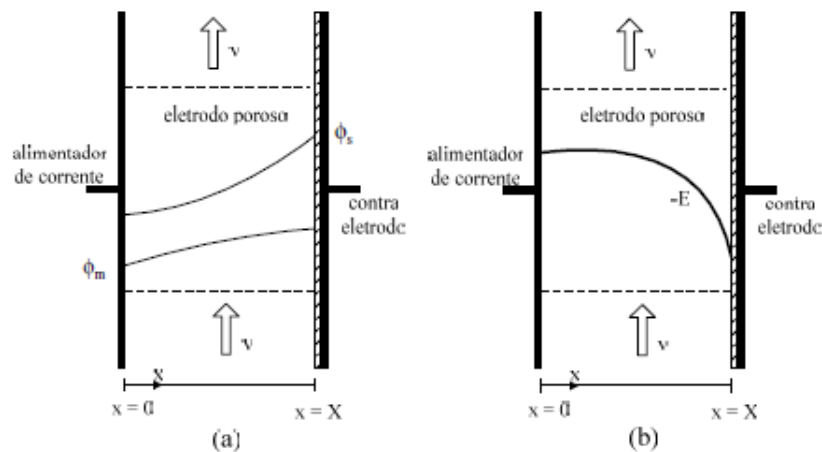 v
eletrodo poroso
ϕs
alimentador
de corrente
contra
eletrodo
ϕm
v
x
x = 0
x = X
(a)
v
eletrodo poroso
alimentador
de corrente
-E
contra
eletrodo
v
x
x = 0
x = X
(b)